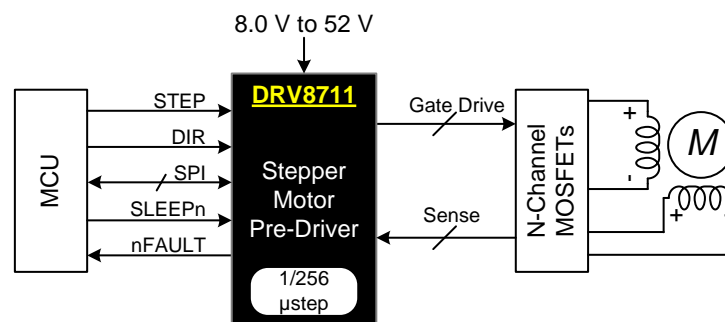 8.0 V to 52 V
MCU
STEP
DIR
SPI
SLEEPn
nFAULT
DRV8711
Stepper
Motor
Pre-Driver
1/256
µstep
Gate Drive
Sense
N-Channel
MOSFETs
+
-
M
+
-